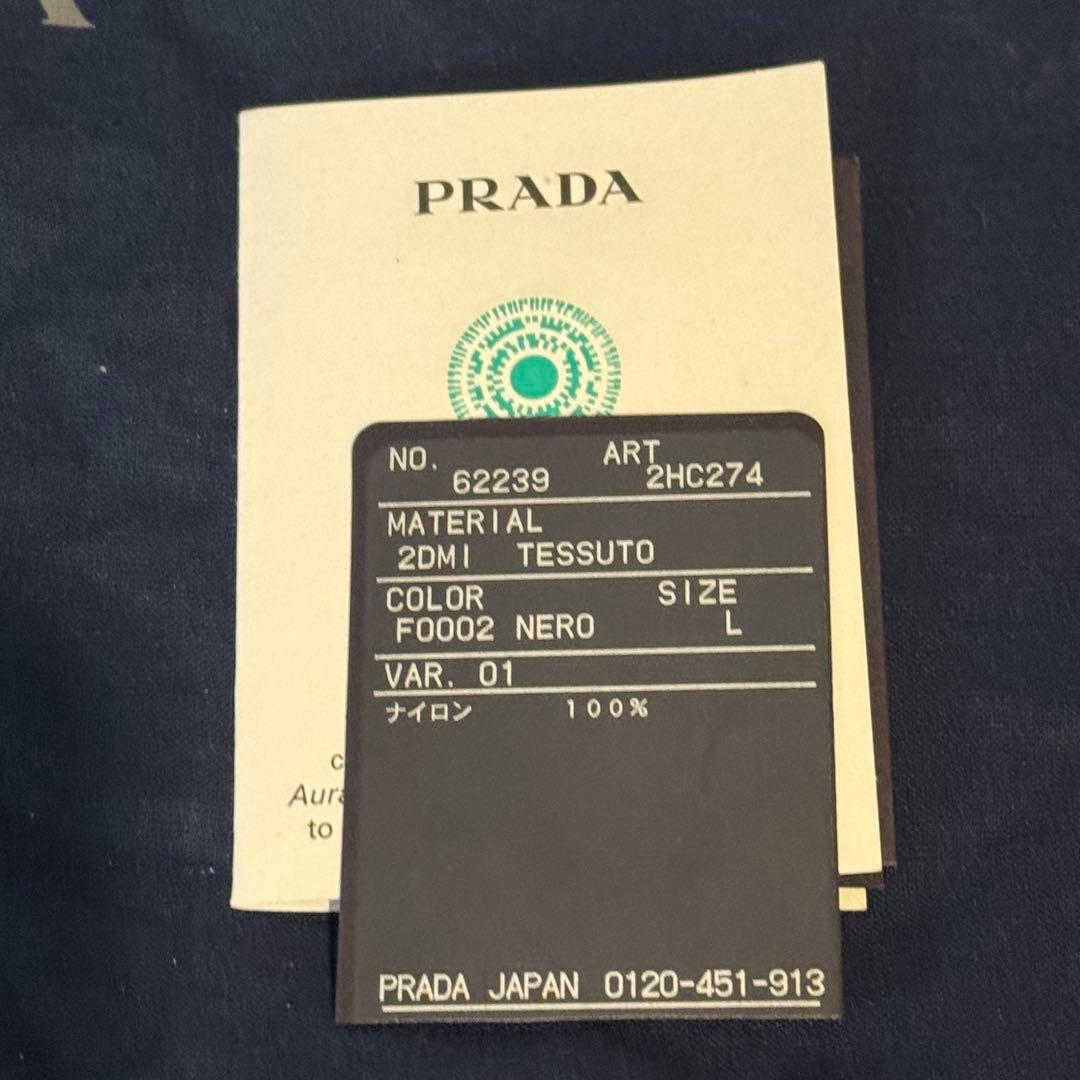 A
PRADA
NO. 62239 ART 2HC274
MATERIAL
2DMI TESSUTO
COLOR SIZE
F0002 NERO L
VAR. 01
ナイロン 100%
to
PRADA JAPAN 0120-451-913